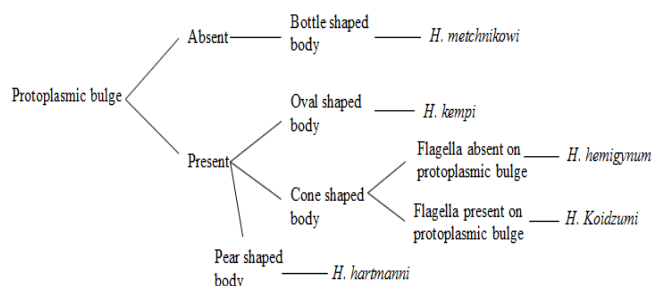 Protoplasmic bulge
Absent
Bottle shaped
body
H. metchnikowi
Present
Oval shaped
body
H. kempi
Cone shaped
body
Flagella absent on
protoplasmic bulge
H. hemigynum
Flagella present on
protoplasmic bulge
H. Koidzumi
Pear shaped
body
H. hartmanni